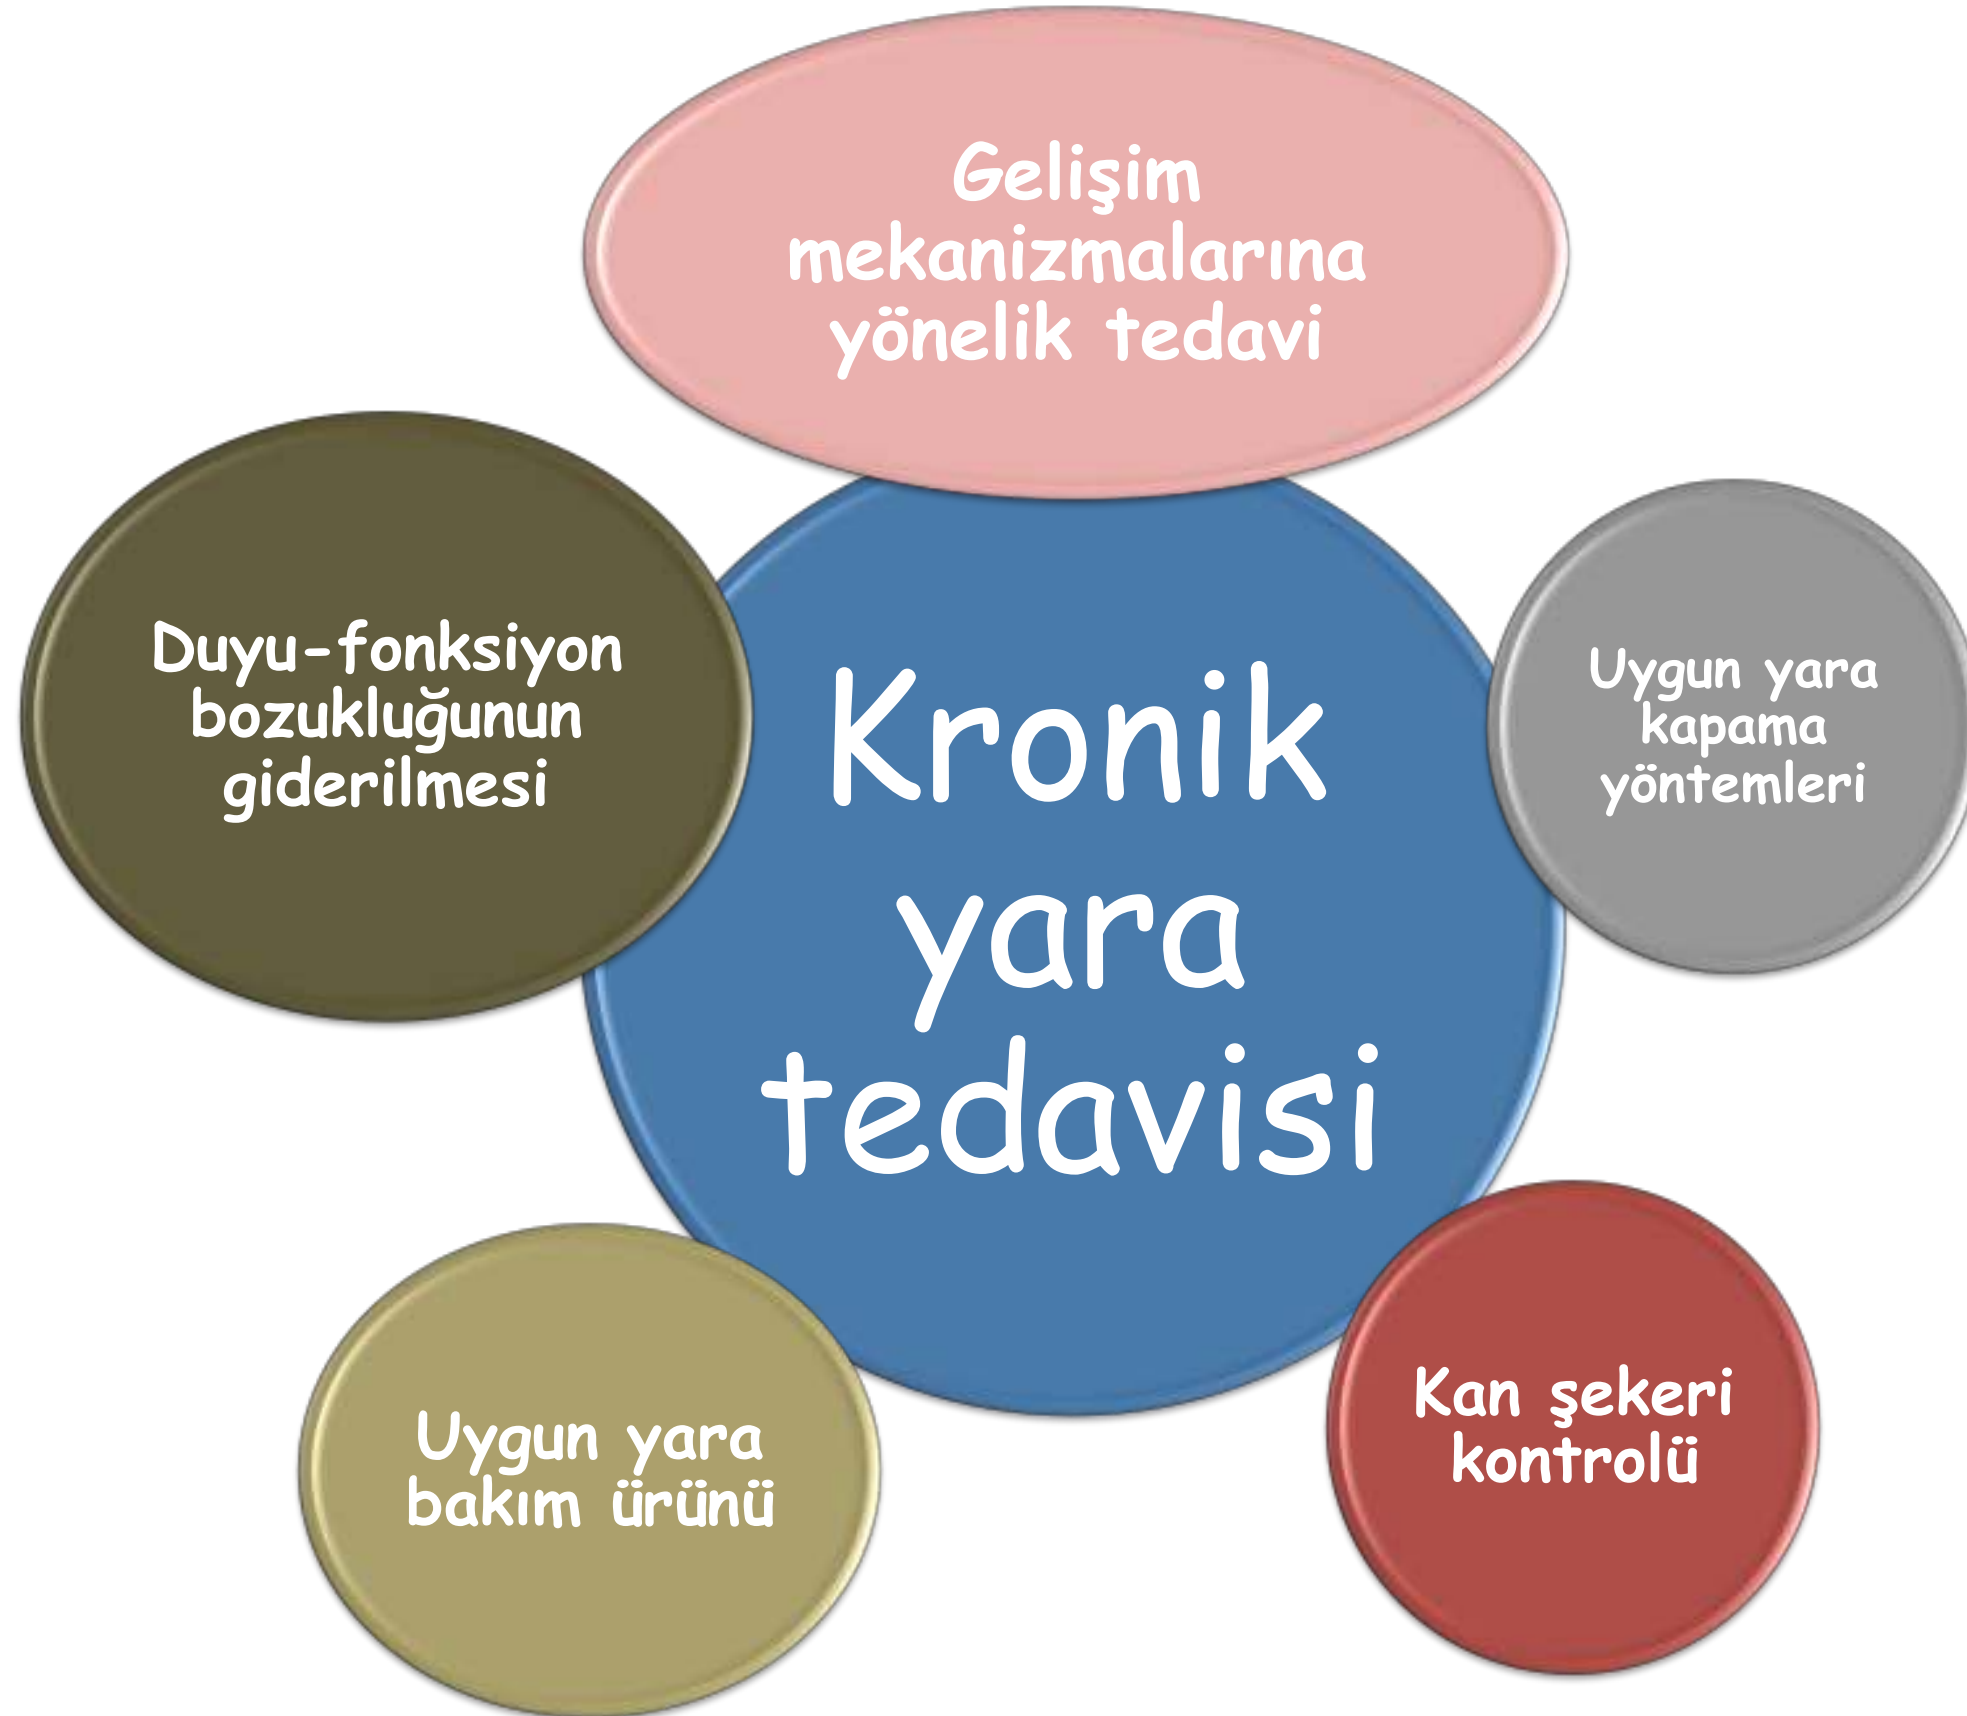 Gelişim
mekanizmalarına
yönelik tedavi
Duyu-fonksiyon
bozukluğunun
giderilmesi
Kronik
yara
tedavisi
Uygun yara
kapama
yöntemleri
Uygun yara
bakım ürünü
Kan şekeri
kontrolü